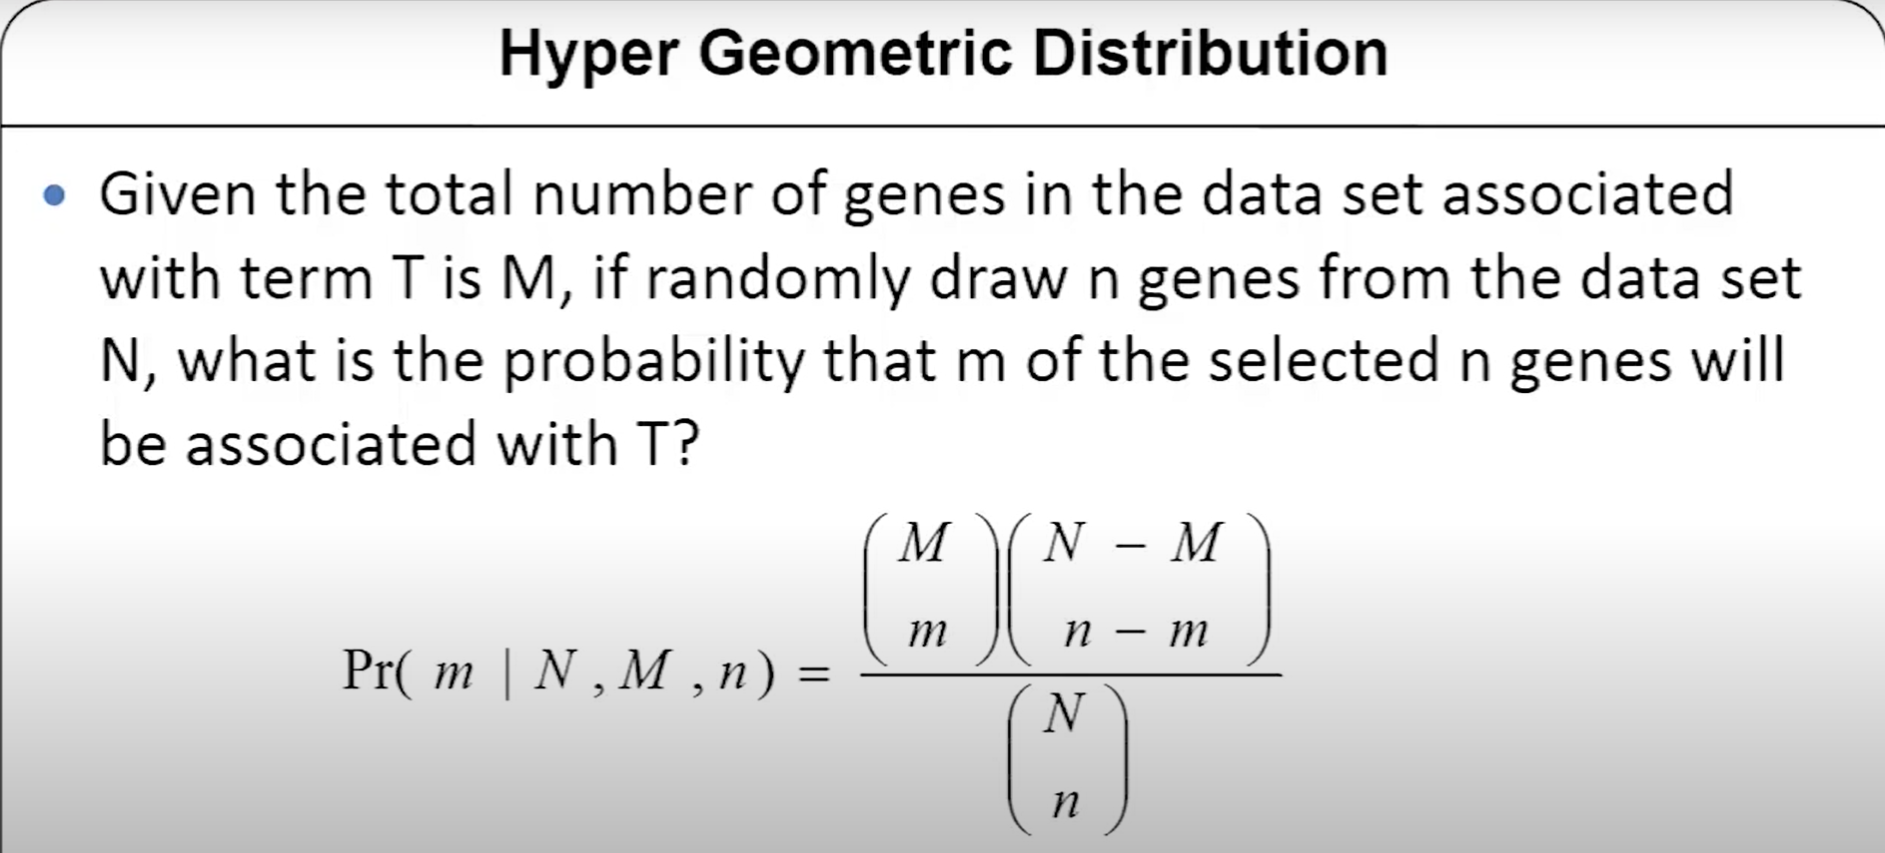 Hyper Geometric Distribution
• Given the total number of genes in the data set associated
with term T is M, if randomly draw n genes from the data set
N, what is the probability that m of the selected n genes will
be associated with T?
( M ) ( N − M )
( m ) ( n − m )
Pr( m | N , M , n ) =
( N )
( n )